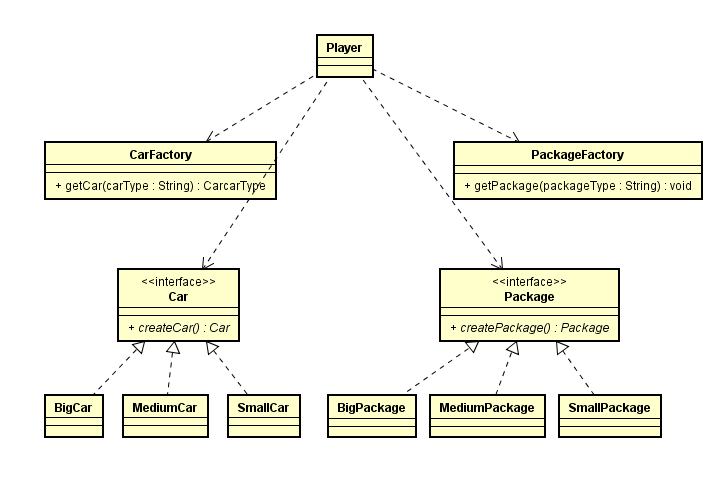 Player
CarFactory
+ getCar(carType : String) : CarcarType
PackageFactory
+ getPackage(packageType : String) : void
<<interface>>
Car
+ createCar() : Car
<<interface>>
Package
+ createPackage() : Package
BigCar
MediumCar
SmallCar
BigPackage
MediumPackage
SmallPackage